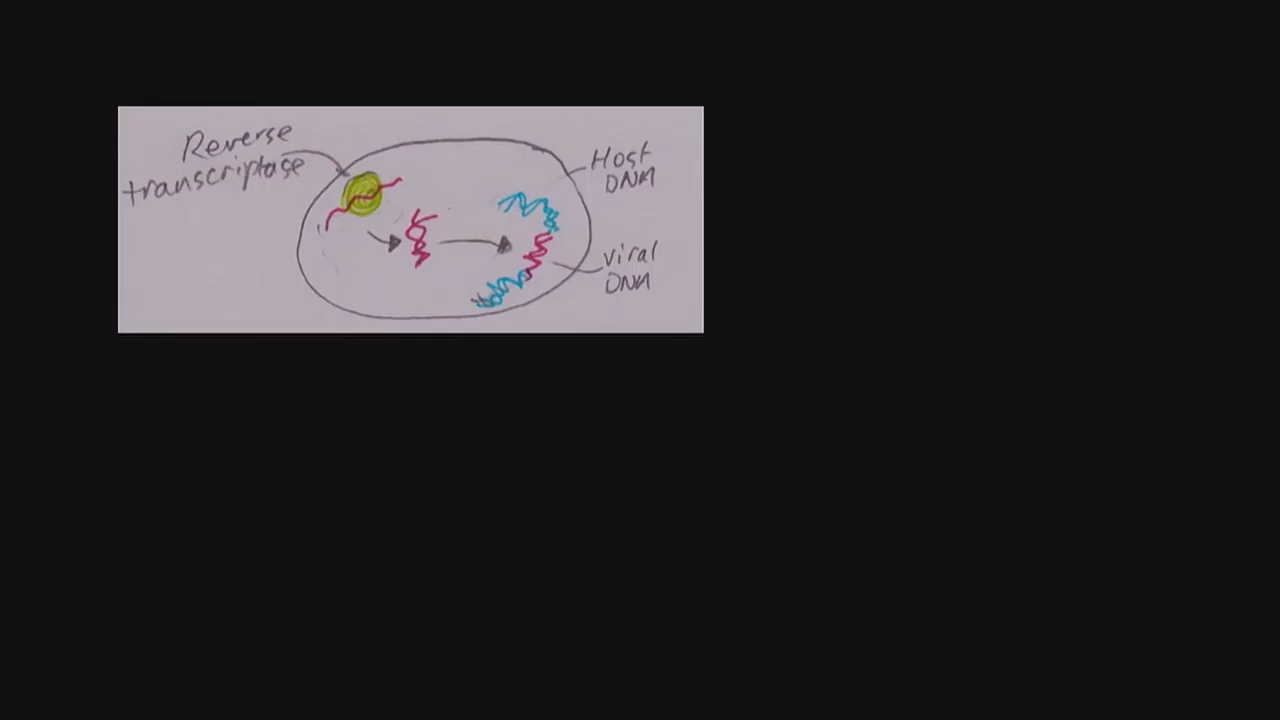 Reverse
transcriptase
Host
DNA
viral
DNA